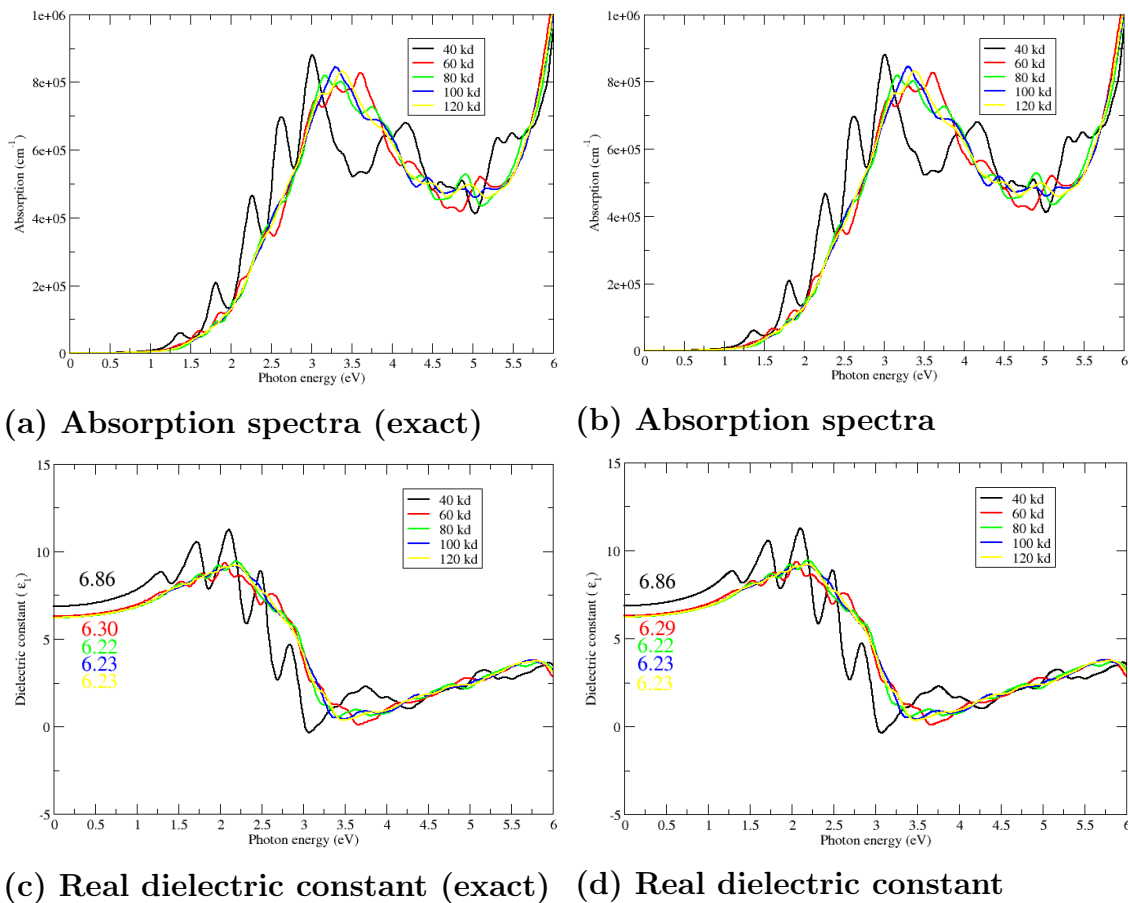 1e+06
8e+05
6e+05
4e+05
2e+05
0
Absorption (cm⁻¹)
40 kd
60 kd
80 kd
100 kd
120 kd
0 0.5 1 1.5 2 2.5 3 3.5 4 4.5 5 5.5 6
Photon energy (eV)
(a) Absorption spectra (exact)
1e+06
8e+05
6e+05
4e+05
2e+05
0
Absorption (cm⁻¹)
40 kd
60 kd
80 kd
100 kd
120 kd
0 0.5 1 1.5 2 2.5 3 3.5 4 4.5 5 5.5 6
Photon energy (eV)
(b) Absorption spectra
15
10
5
0
-5
Dielectric constant ( ε₁)
40 kd
60 kd
80 kd
100 kd
120 kd
6.86
6.30
6.22
6.23
6.23
0 0.5 1 1.5 2 2.5 3 3.5 4 4.5 5 5.5 6
Photon energy (eV)
(c) Real dielectric constant (exact)
15
10
5
0
-5
Dielectric constant ( ε₁)
40 kd
60 kd
80 kd
100 kd
120 kd
6.86
6.29
6.22
6.23
6.23
0 0.5 1 1.5 2 2.5 3 3.5 4 4.5 5 5.5 6
Photon energy (eV)
(d) Real dielectric constant